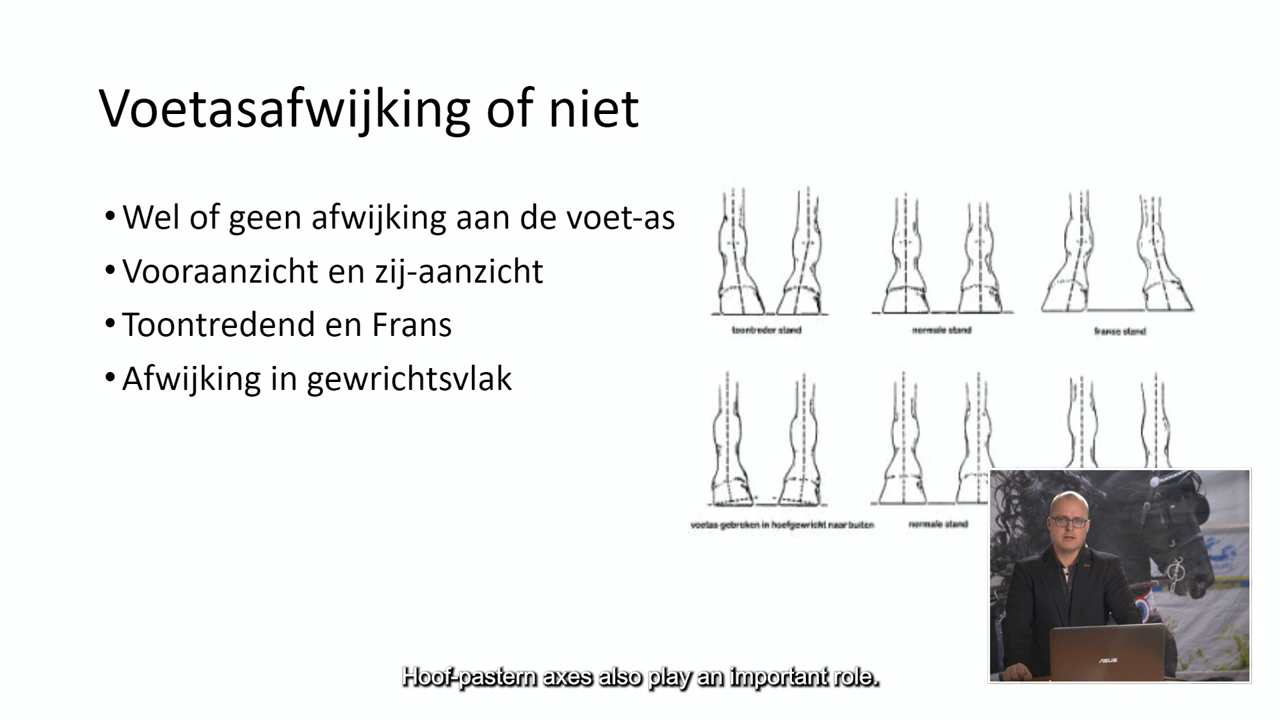 Voetasafwijking of niet
• Wel of geen afwijking aan de voet-as
• Vooraanzicht en zij-aanzicht
• Toontredend en Frans
• Afwijking in gewrichtsvlak
toontreder stand
normale stand
franse stand
voetas gebroken in hoefgewricht naar buiten
normale stand
ASUS
Hoof-pastern axes also play an important role.